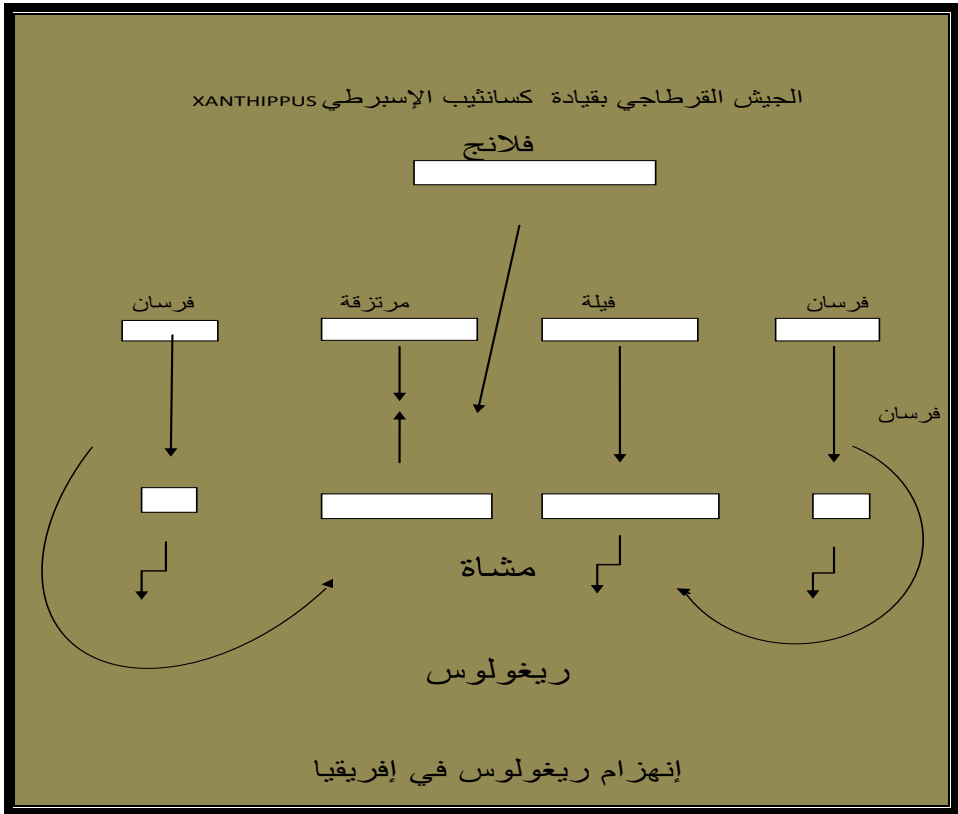 الجيش القرطاجي بقيادة كسانثيب الإسبرطي XANTHIPPUS
فلانج
فرسان
فيلة
مرتزقة
فرسان
فرسان
مشاة
ريغولوس
إنهزام ريغولوس في إفريقيا